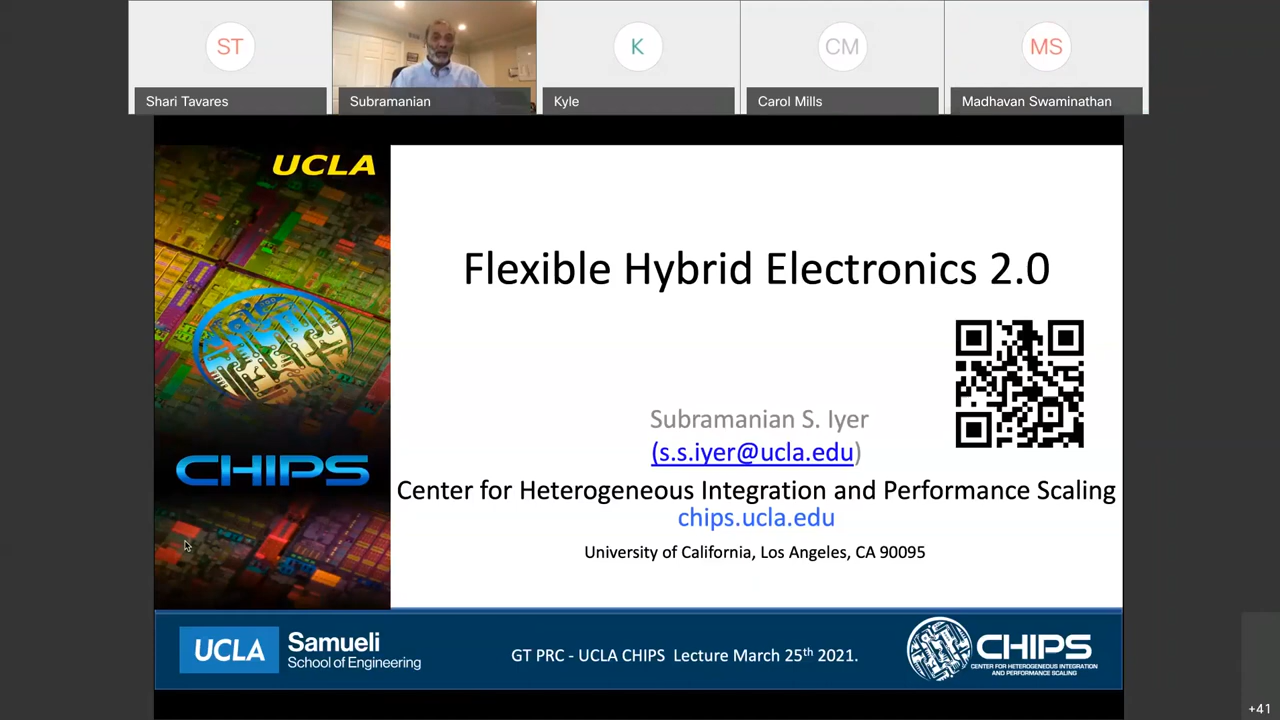 ST
K
CM
MS
Shari Tavares
Subramanian
Kyle
Carol Mills
Madhavan Swaminathan
UCLA
CHIPS
Flexible Hybrid Electronics 2.0
Subramanian S. Iyer
(s.s.iyer@ucla.edu)
Center for Heterogeneous Integration and Performance Scaling
chips.ucla.edu
University of California, Los Angeles, CA 90095
UCLA
Samueli
School of Engineering
GT PRC - UCLA CHIPS Lecture March 25th 2021.
CHIPS
CENTER FOR HETEROGENEOUS INTEGRATION
AND PERFORMANCE SCALING
+41